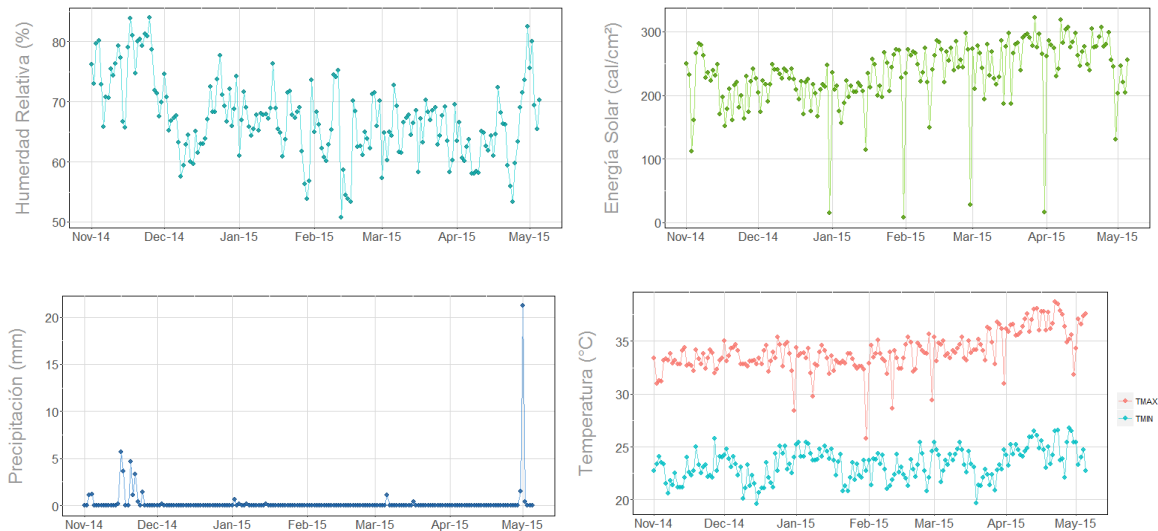 Humerdad Relativa (%)
80
70
60
50
Nov-14 Dec-14 Jan-15 Feb-15 Mar-15 Apr-15 May-15
Energía Solar (cal/cm²)
300
200
100
0
Nov-14 Dec-14 Jan-15 Feb-15 Mar-15 Apr-15 May-15
Precipitación (mm)
20
15
10
5
0
Nov-14 Dec-14 Jan-15 Feb-15 Mar-15 Apr-15 May-15
Temperatura (°C)
35
30
25
20
Nov-14 Dec-14 Jan-15 Feb-15 Mar-15 Apr-15 May-15
TMAX
TMIN